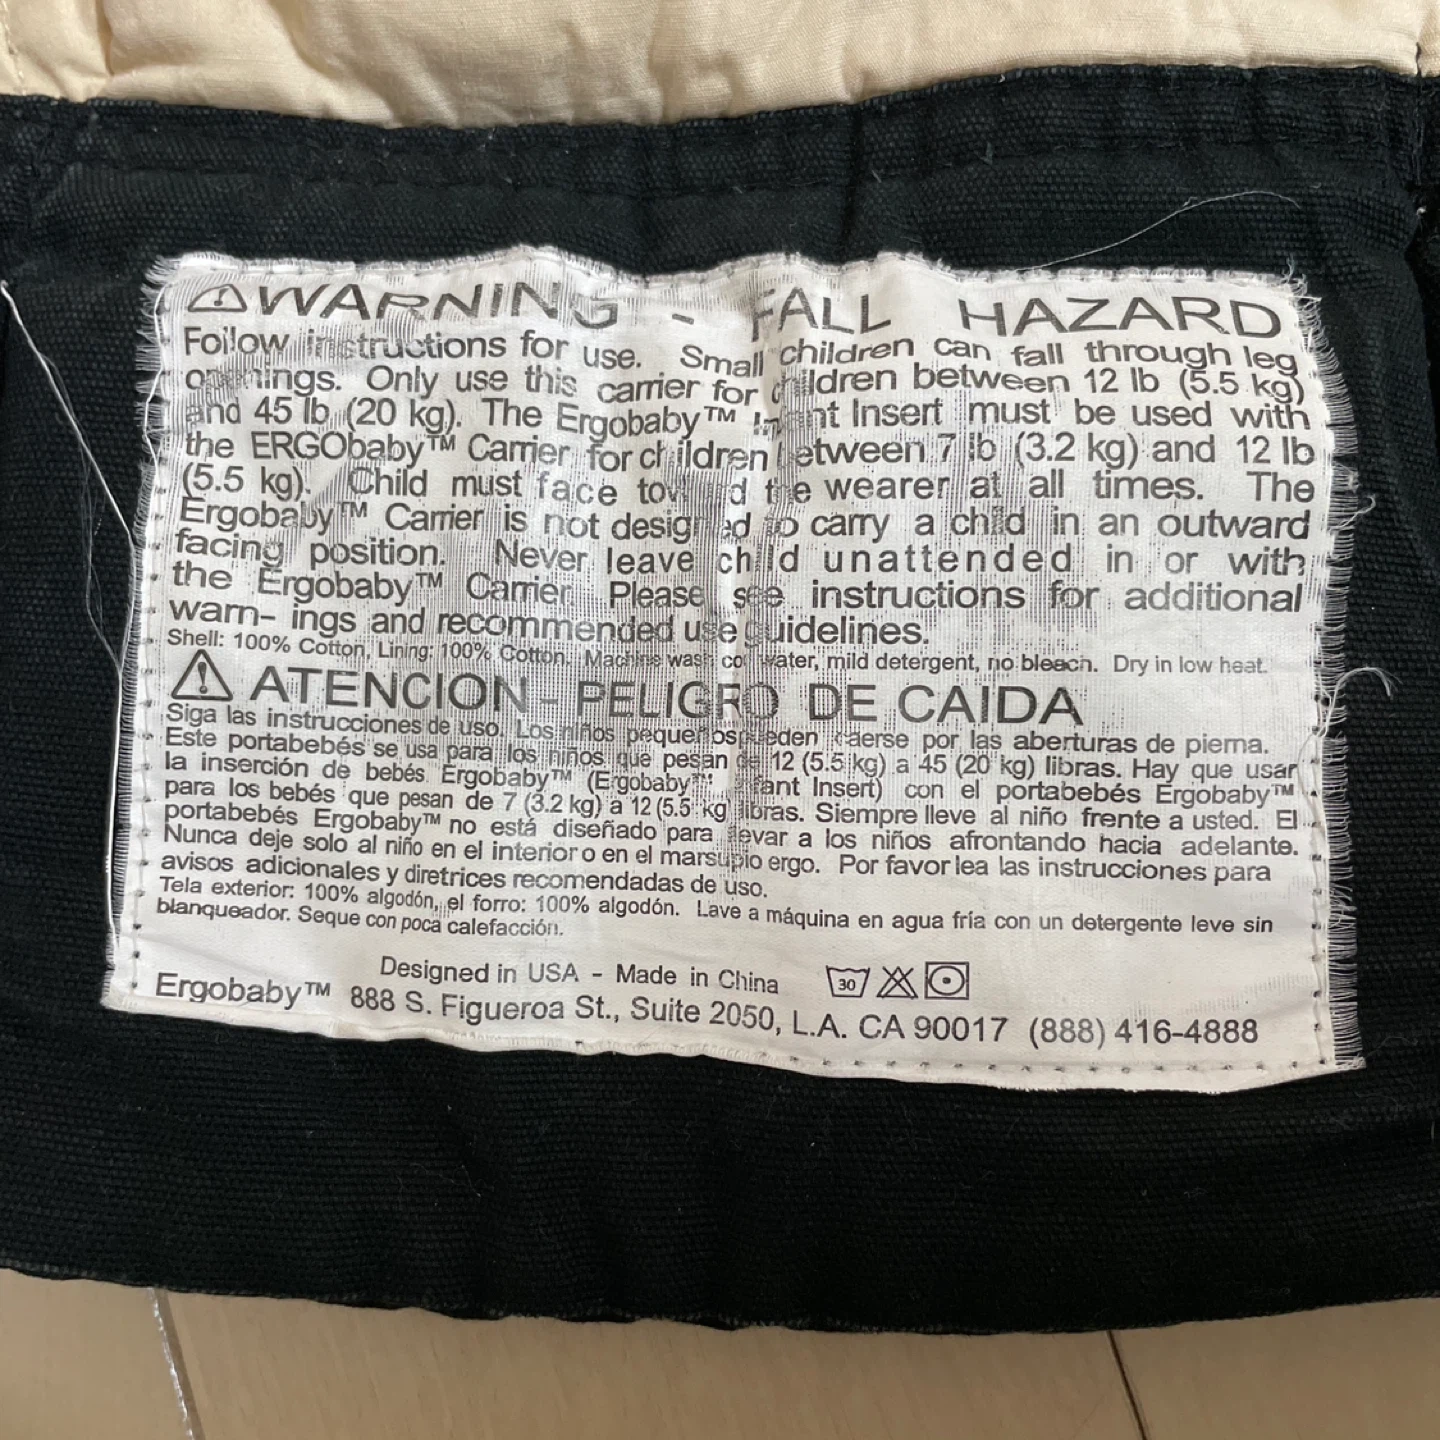 ⚠WARNING - FALL HAZARD
Follow instructions for use. Small children can fall through leg
openings. Only use this carrier for children between 12 lb (5.5 kg)
and 45 lb (20 kg). The Ergobaby™ Infant Insert must be used with
the ERGObaby™ Carrier for children between 7 lb (3.2 kg) and 12 lb
(5.5 kg). Child must face toward the wearer at all times. The
Ergobaby™ Carrier is not designed to carry a child in an outward
facing position. Never leave child unattended in or with
the Ergobaby™ Carrier. Please see instructions for additional
warn- ings and recommended use guidelines.
Shell: 100% Cotton, Lining: 100% Cotton. Machine wash cold water, mild detergent, no bleach. Dry in low heat.
⚠ ATENCION - PELIGRO DE CAIDA
Siga las instrucciones de uso. Los niños pequeños pueden caerse por las aberturas de pierna.
Este portabebés se usa para los niños que pesan de 12 (5.5 kg) a 45 (20 kg) libras. Hay que usar
la inserción de bebés Ergobaby™ (Ergobaby™ Infant Insert) con el portabebés Ergobaby™
para los bebés que pesan de 7 (3.2 kg) a 12 (5.5 kg) libras. Siempre lleve al niño frente a usted. El
portabebés Ergobaby™ no está diseñado para llevar a los niños afrontando hacia adelante.
Nunca deje solo al niño en el interior o en el marsupio ergo. Por favor lea las instrucciones para
avisos adicionales y diretrices recomendadas de uso.
Tela exterior: 100% algodón, el forro: 100% algodón. Lave a máquina en agua fría con un detergente leve sin
blanqueador. Seque con poca calefacción.
Designed in USA - Made in China 30
Ergobaby™ 888 S. Figueroa St., Suite 2050, L.A. CA 90017 (888) 416-4888